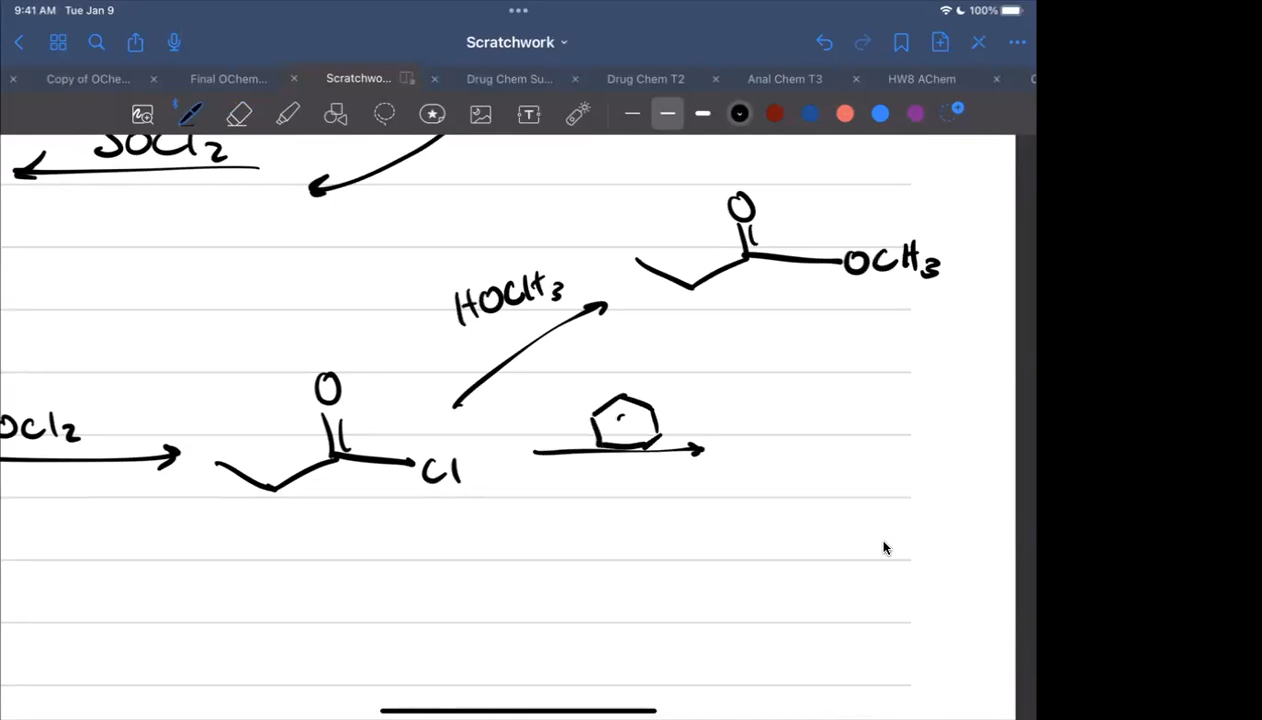 9:41 AM Tue Jan 9
100%
Scratchwork
Copy of OChe...
Final OChem...
Scratchwo...
Drug Chem Su...
Drug Chem T2
Anal Chem T3
HW8 AChem
SOCl2
O
OCH3
HOCH3
O
OCl2
Cl